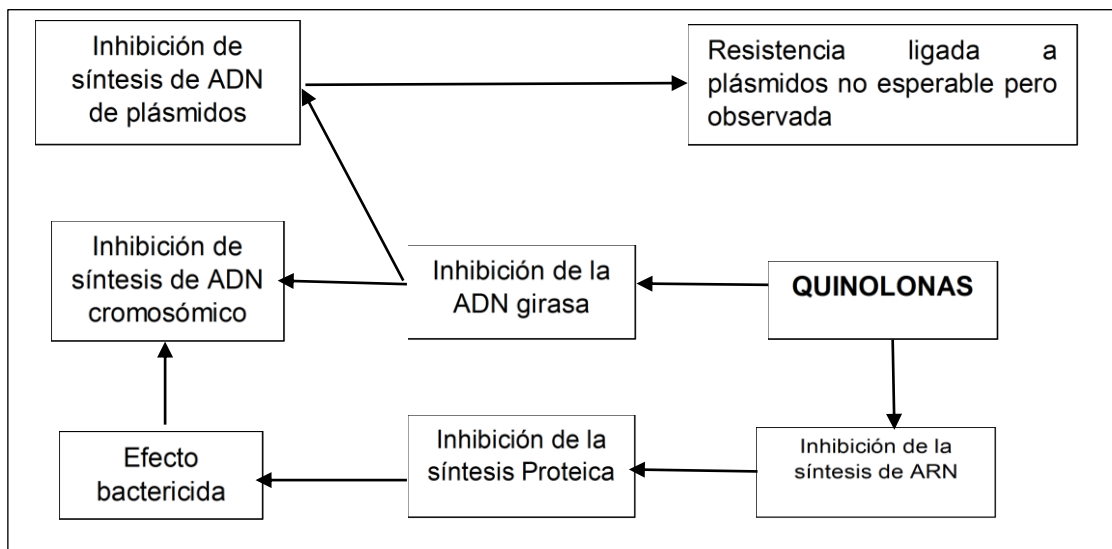 Inhibición de
síntesis de ADN
de plásmidos
Resistencia ligada a
plásmidos no esperable pero
observada
Inhibición de
síntesis de ADN
cromosómico
Inhibición de la
ADN girasa
QUINOLONAS
Efecto
bactericida
Inhibición de la
síntesis Proteica
Inhibición de la
síntesis de ARN